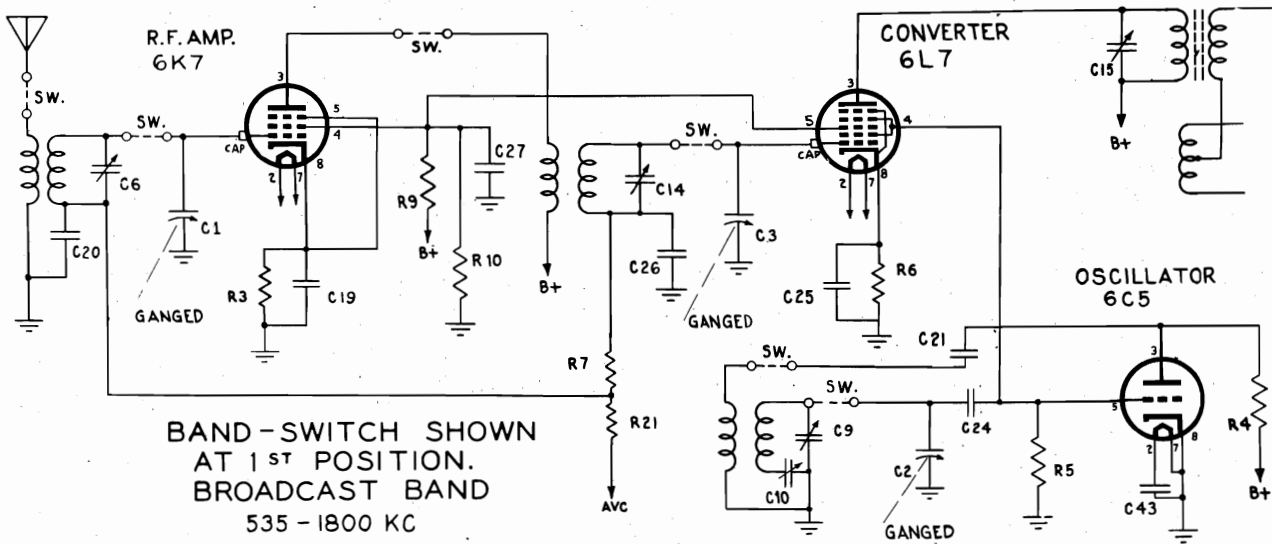 R.F. AMP.
6K7
SW.
CONVERTER
6L7
C15
B+
SW.
3
5
4
CAP
8
2
7
C6
SW.
C20
C1
GANGED
R3
C19
R9
B+
R10
C27
B+
SW.
C14
C26
C3
GANGED
3
5
4
CAP
8
2
7
C25
R6
OSCILLATOR
6C5
C21
SW.
SW.
C9
C10
C2
GANGED
C24
R5
3
5
2
7
8
C43
R4
B+
R7
R21
AVC
BAND-SWITCH SHOWN
AT 1ST POSITION.
BROADCAST BAND
535-1800 KC